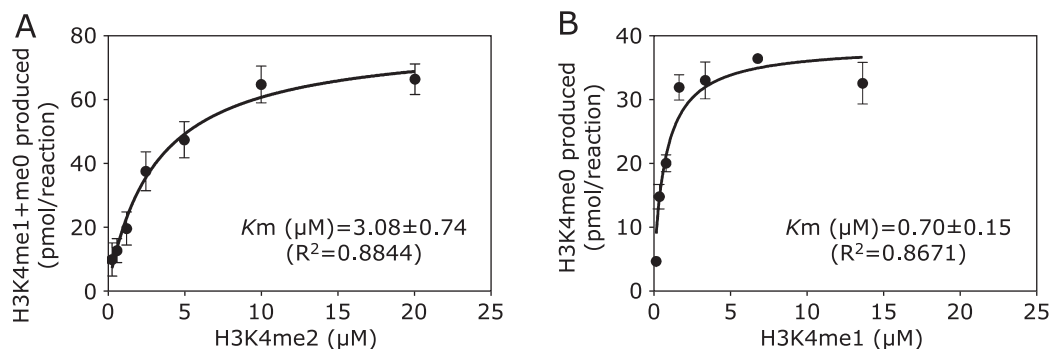 A
H3K4me1+me0 produced
(pmol/reaction)
80
60
40
20
0
Km (μM)=3.08±0.74
(R²=0.8844)
0 5 10 15 20 25
H3K4me2 (μM)
B
H3K4me0 produced
(pmol/reaction)
40
30
20
10
0
Km (μM)=0.70±0.15
(R²=0.8671)
0 5 10 15 20 25
H3K4me1 (μM)